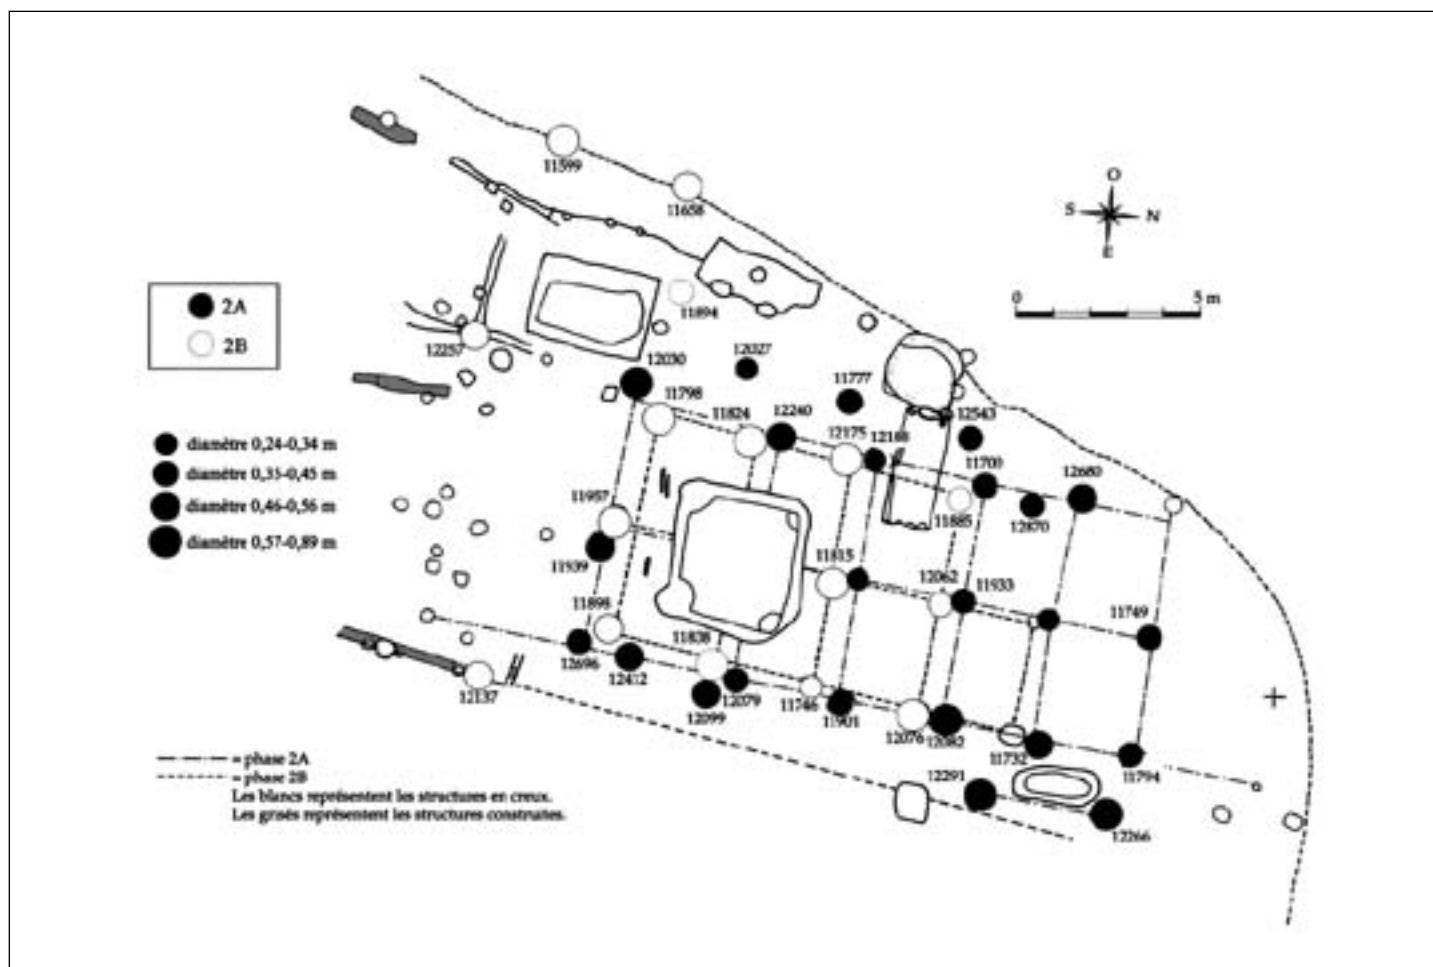 11599
11658
O
S
N
E
0
5 m
2A
2B
11894
12257
12030
12027
11798
11777
11824
12240
12543
12175
12188
11700
12680
diamètre 0,24-0,34 m
diamètre 0,35-0,45 m
diamètre 0,46-0,56 m
diamètre 0,57-0,89 m
11957
11885
12870
11939
11815
12062
11933
11749
11898
11838
12696
12412
12137
12099
12079
11746
11901
12076
12082
11732
11794
12291
12266
= phase 2A
= phase 2B
Les blancs représentent les structures en creux.
Les grisés représentent les structures construites.